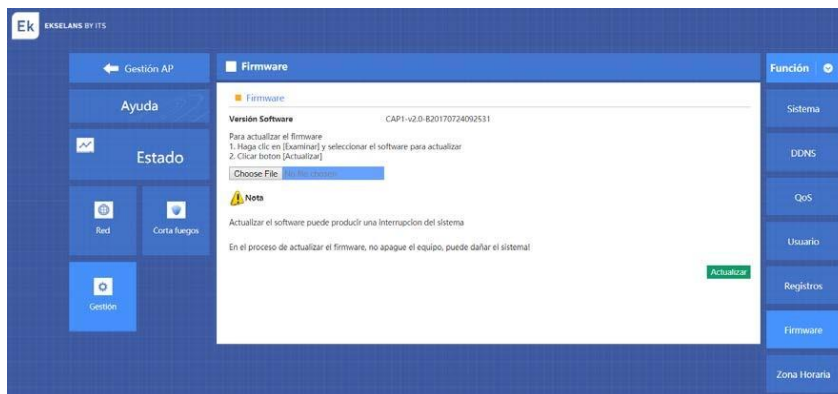 Ek EKSELANS BY ITS
Gestión AP
Ayuda
Estado
Red
Corta fuegos
Gestión
Firmware
Firmware
Versión Software CAP1-v2.0-B20170724092531
Para actualizar el firmware
1. Haga clic en [Examinar] y seleccionar el software para actualizar
2. Clicar boton [Actualizar]
Choose File No file chosen
Nota
Actualizar el software puede producir una interrupcion del sistema
En el proceso de actualizar el firmware, no apague el equipo, puede dañar el sistema!
Actualizar
Función
Sistema
DDNS
QoS
Usuario
Registros
Firmware
Zona Horaria